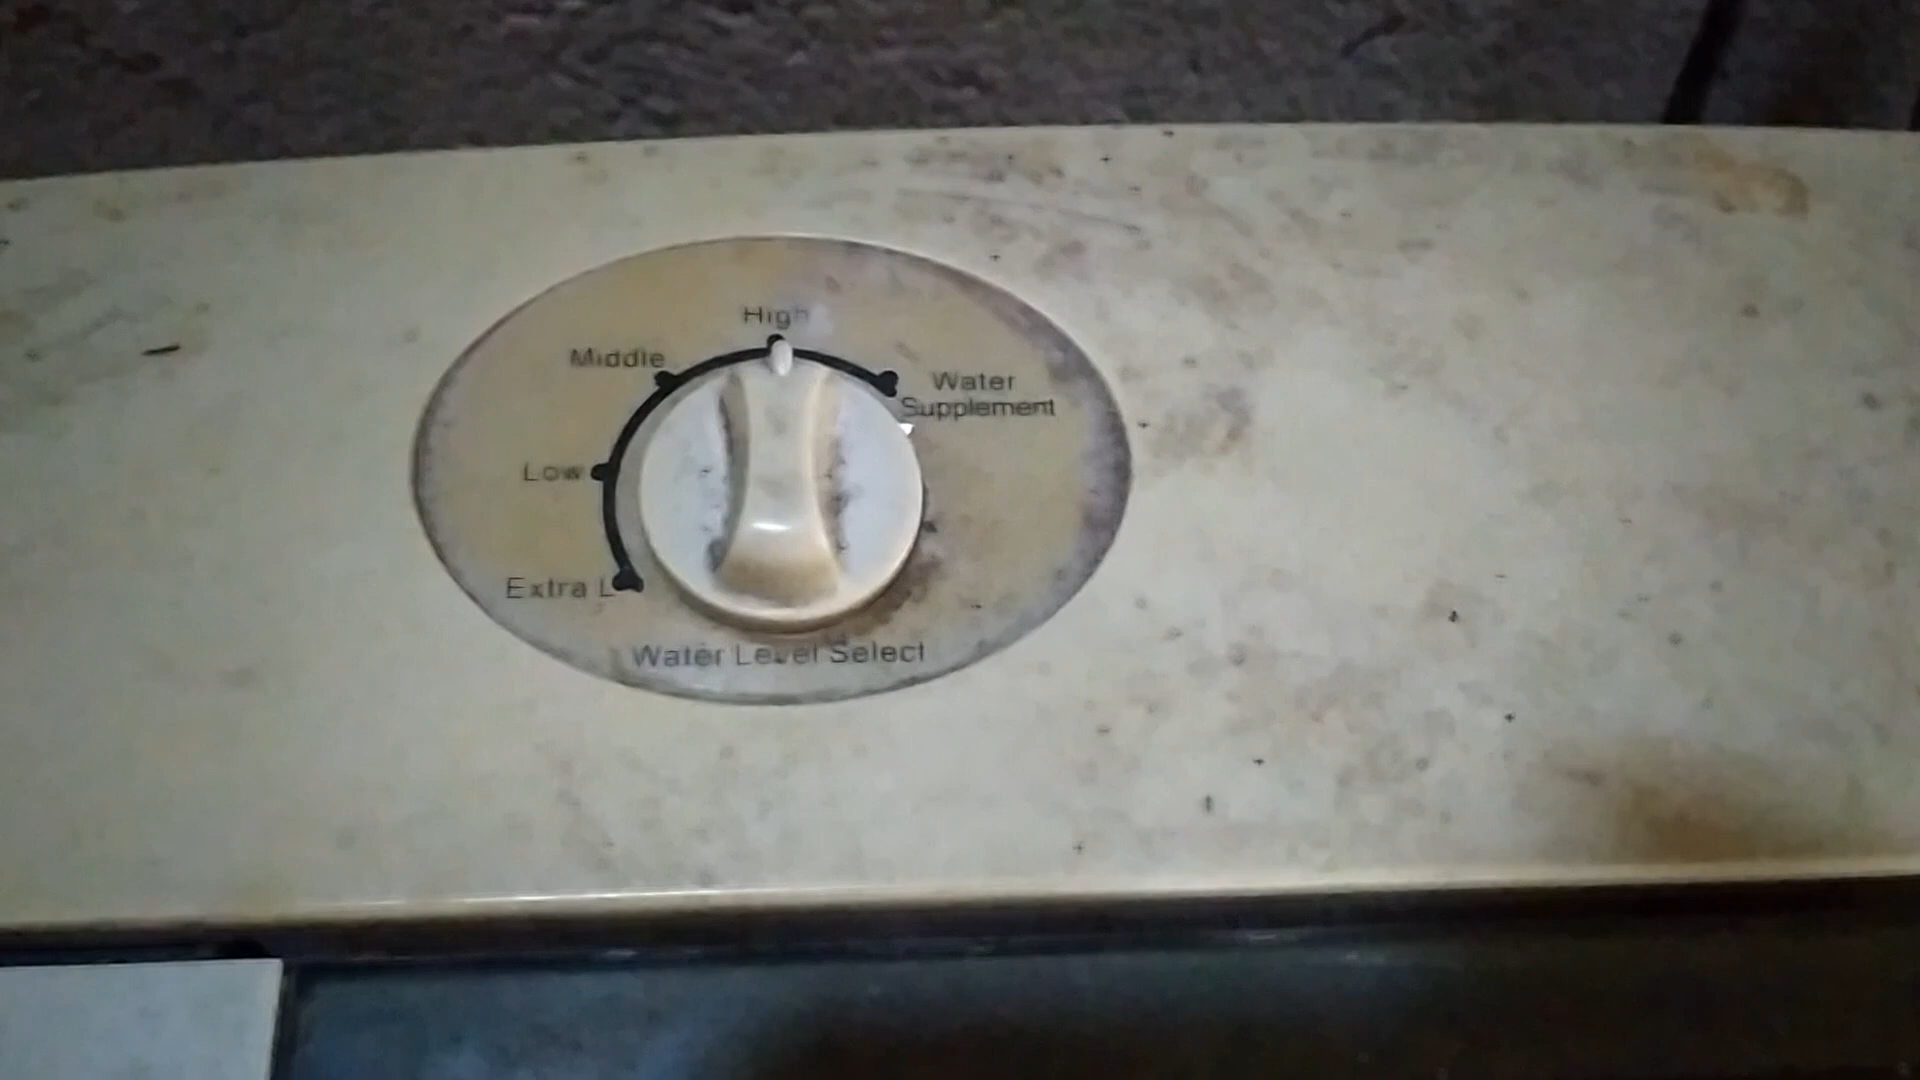 High
Middle
Water
Supplement
Low
Extra L
Water Level Select